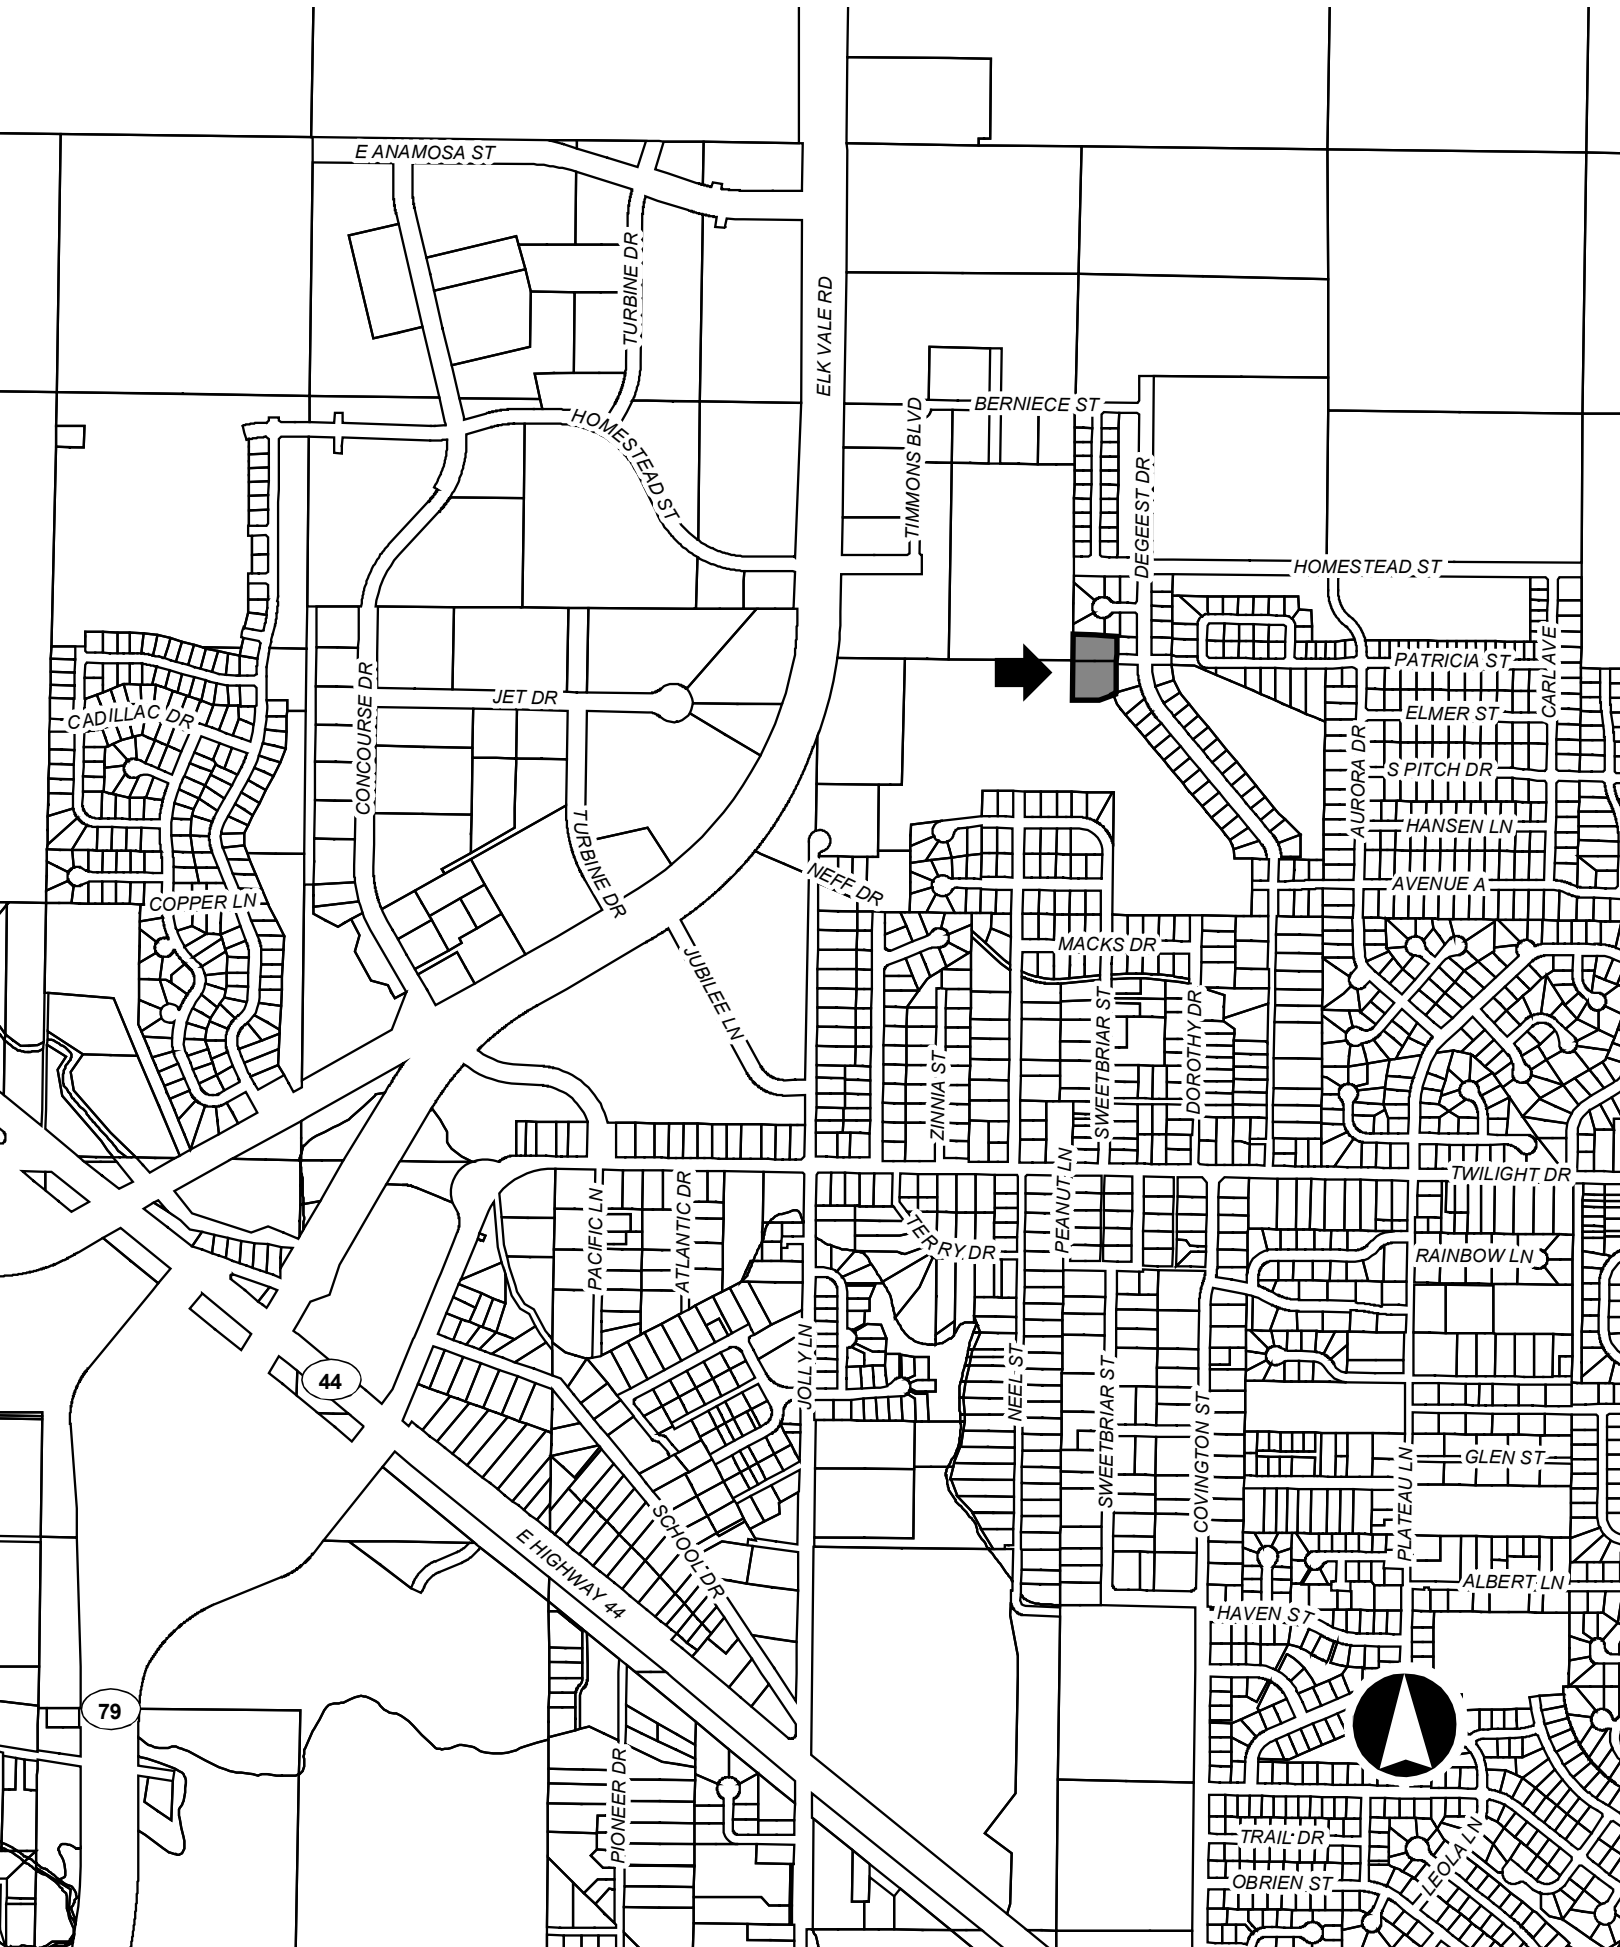 E ANAMOSA ST
TURBINE DR
ELK VALE RD
BERNIECE ST
TIMMONS BLVD
HOMESTEAD ST
DEGEEST DR
HOMESTEAD ST
CARL AVE
PATRICIA ST
CONCOURSE DR
JET DR
CADILLAC DR
ELMER ST
AURORA DR
S PITCH DR
HANSEN LN
TURBINE DR
NEFF DR
AVENUE A
COPPER LN
MACKS DR
JUBILEE LN
SWEETBRIAR ST
DOROTHY DR
ZINNIA ST
PEANUT LN
TWILIGHT DR
PACIFIC LN
ATLANTIC DR
TERRY DR
RAINBOW LN
JOLLY LN
44
NEEL ST
SWEETBRIAR ST
COVINGTON ST
PLATEAU LN
GLEN ST
SCHOOL DR
E HIGHWAY 44
ALBERT LN
HAVEN ST
79
PIONEER DR
TRAIL DR
LEOLA LN
OBRIEN ST